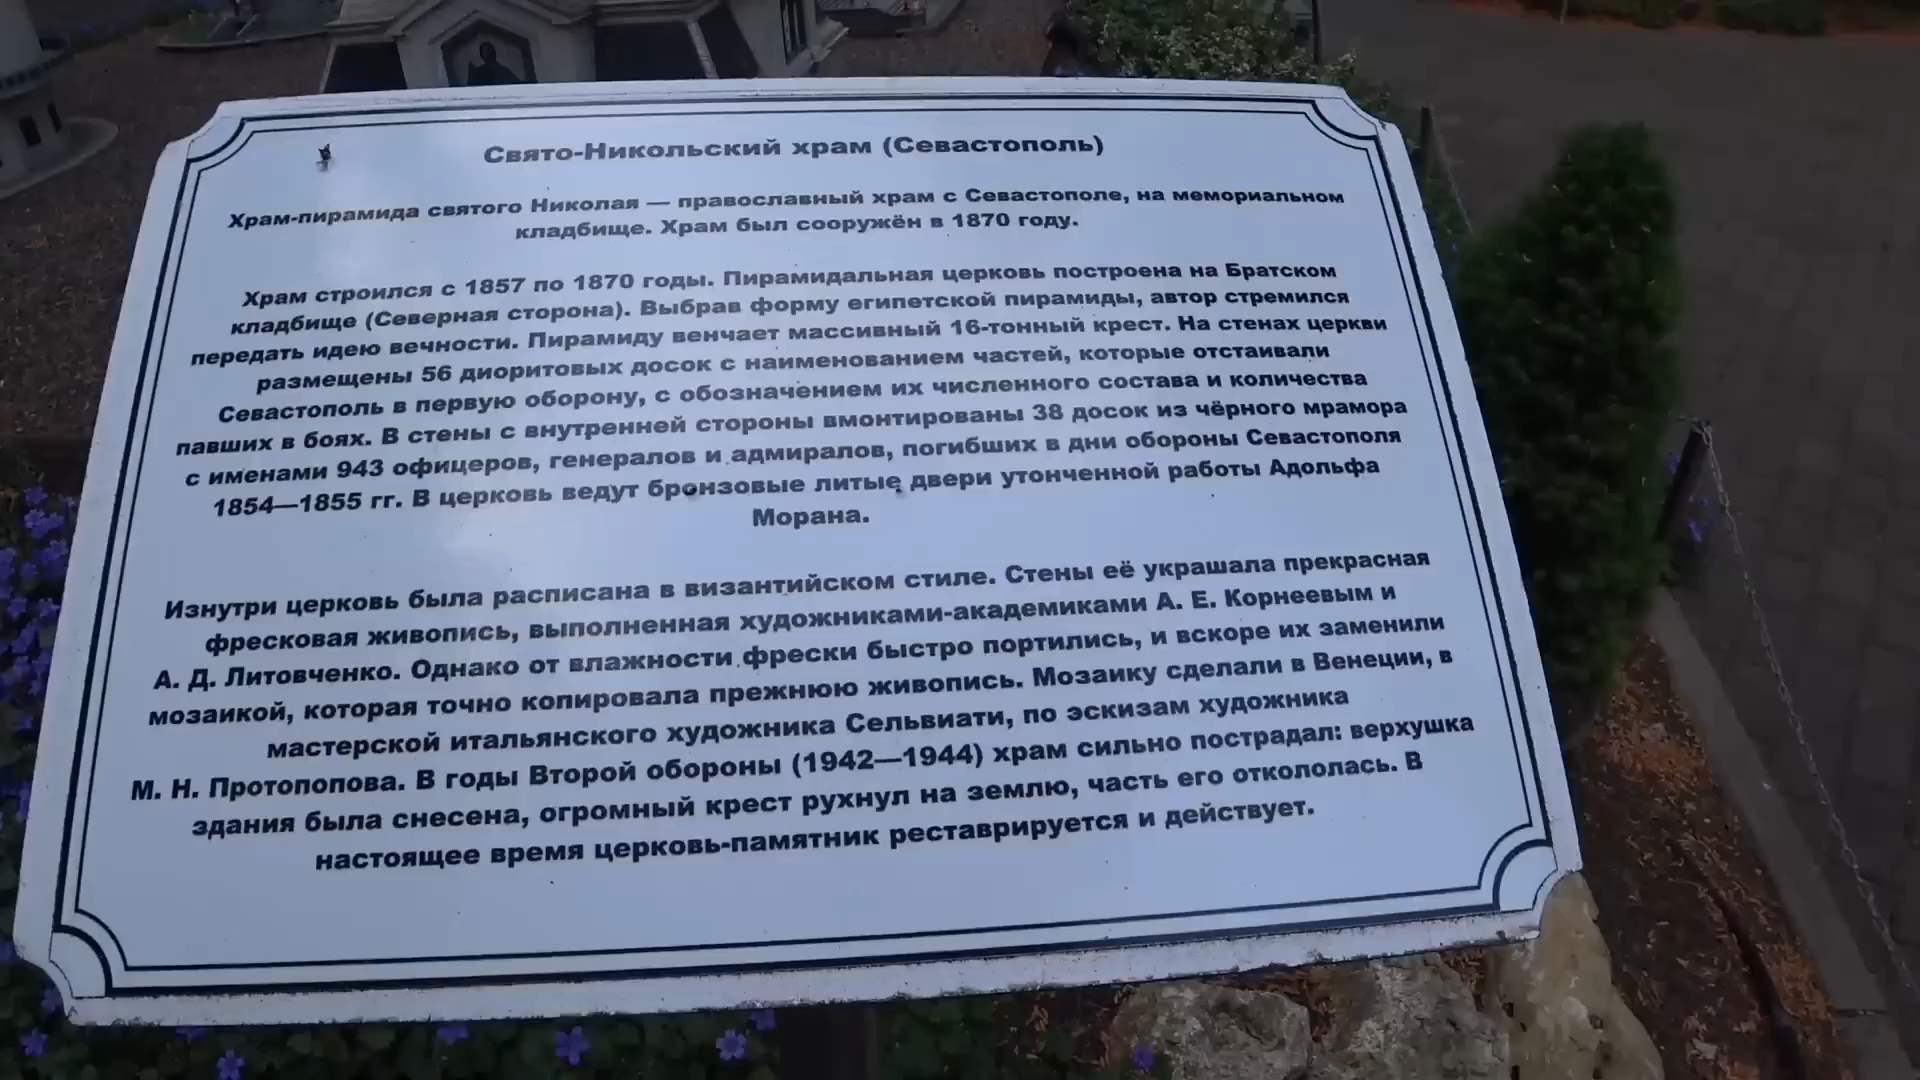 Свято-Никольский храм (Севастополь)
Храм-пирамида святого Николая — православный храм с Севастополе, на мемориальном
кладбище. Храм был сооружён в 1870 году.
Храм строился с 1857 по 1870 годы. Пирамидальная церковь построена на Братском
кладбище (Северная сторона). Выбрав форму египетской пирамиды, автор стремился
передать идею вечности. Пирамиду венчает массивный 16-тонный крест. На стенах церкви
размещены 56 диоритовых досок с наименованием частей, которые отстаивали
Севастополь в первую оборону, с обозначением их численного состава и количества
павших в боях. В стены с внутренней стороны вмонтированы 38 досок из чёрного мрамора
с именами 943 офицеров, генералов и адмиралов, погибших в дни обороны Севастополя
1854—1855 гг. В церковь ведут бронзовые литые двери утонченной работы Адольфа
Морана.
Изнутри церковь была расписана в византийском стиле. Стены её украшала прекрасная
фресковая живопись, выполненная художниками-академиками А. Е. Корнеевым и
А. Д. Литовченко. Однако от влажности фрески быстро портились, и вскоре их заменили
мозаикой, которая точно копировала прежнюю живопись. Мозаику сделали в Венеции, в
мастерской итальянского художника Сельвиати, по эскизам художника
М. Н. Протопопова. В годы Второй обороны (1942—1944) храм сильно пострадал: верхушка
здания была снесена, огромный крест рухнул на землю, часть его откололась. В
настоящее время церковь-памятник реставрируется и действует.